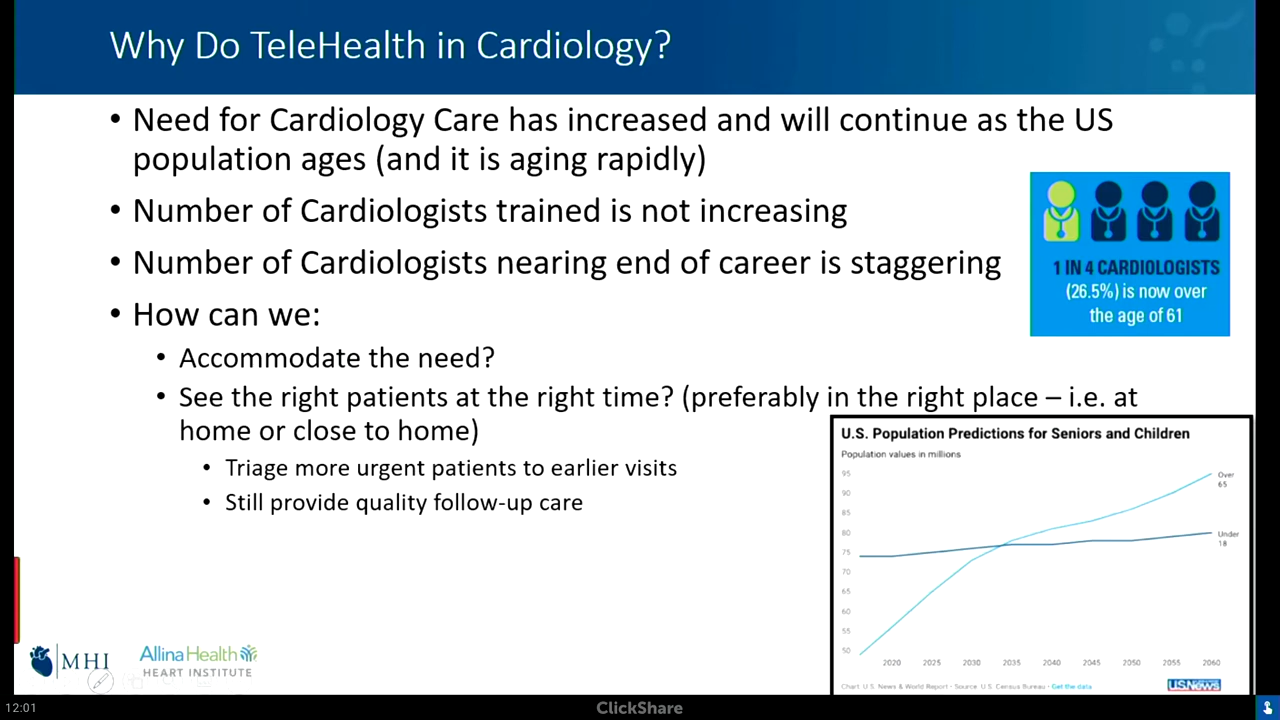 Why Do TeleHealth in Cardiology?
• Need for Cardiology Care has increased and will continue as the US
population ages (and it is aging rapidly)
• Number of Cardiologists trained is not increasing
• Number of Cardiologists nearing end of career is staggering
1 IN 4 CARDIOLOGISTS
(26.5%) is now over
the age of 61
• How can we:
• Accommodate the need?
• See the right patients at the right time? (preferably in the right place – i.e. at
home or close to home)
• Triage more urgent patients to earlier visits
• Still provide quality follow-up care
U.S. Population Predictions for Seniors and Children
Population values in millions
95
90
85
80
75
70
65
60
55
50
Over
65
Under
18
2020 2025 2030 2035 2040 2045 2050 2055 2060
Chart: U.S. News & World Report · Source: U.S. Census Bureau · Get the data
USNews
MHI
Allina Health
HEART INSTITUTE
12:01
ClickShare